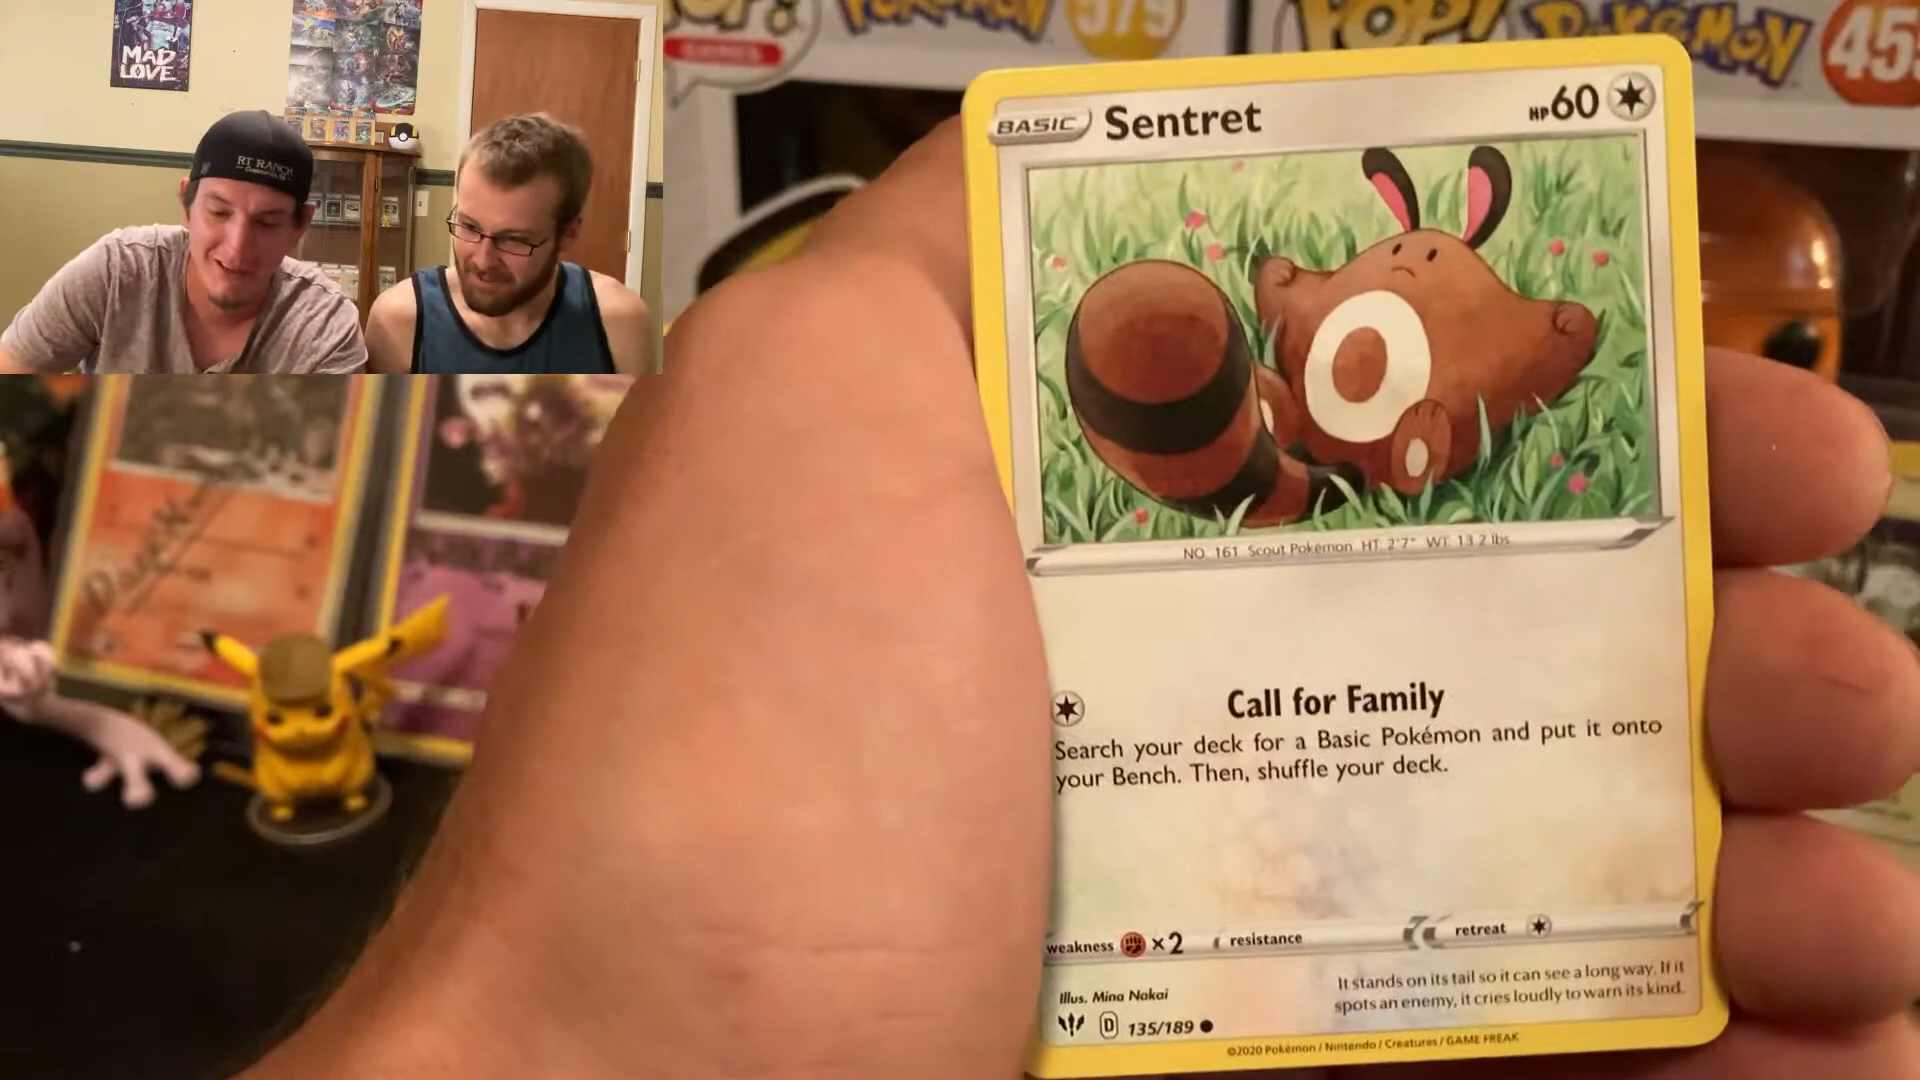 MAD
LOVE
RT RANCH
POP!
GAMES
POKÉMON
579
POP!
POKÉMON
455
BASIC
Sentret
HP60
NO. 161 Scout Pokémon HT: 2'7" WT: 13.2 lbs.
Call for Family
Search your deck for a Basic Pokémon and put it onto
your Bench. Then, shuffle your deck.
weakness ×2 resistance retreat
It stands on its tail so it can see a long way. If it
spots an enemy, it cries loudly to warn its kind.
Illus. Mina Nakai
D 135/189
©2020 Pokémon / Nintendo / Creatures / GAME FREAK